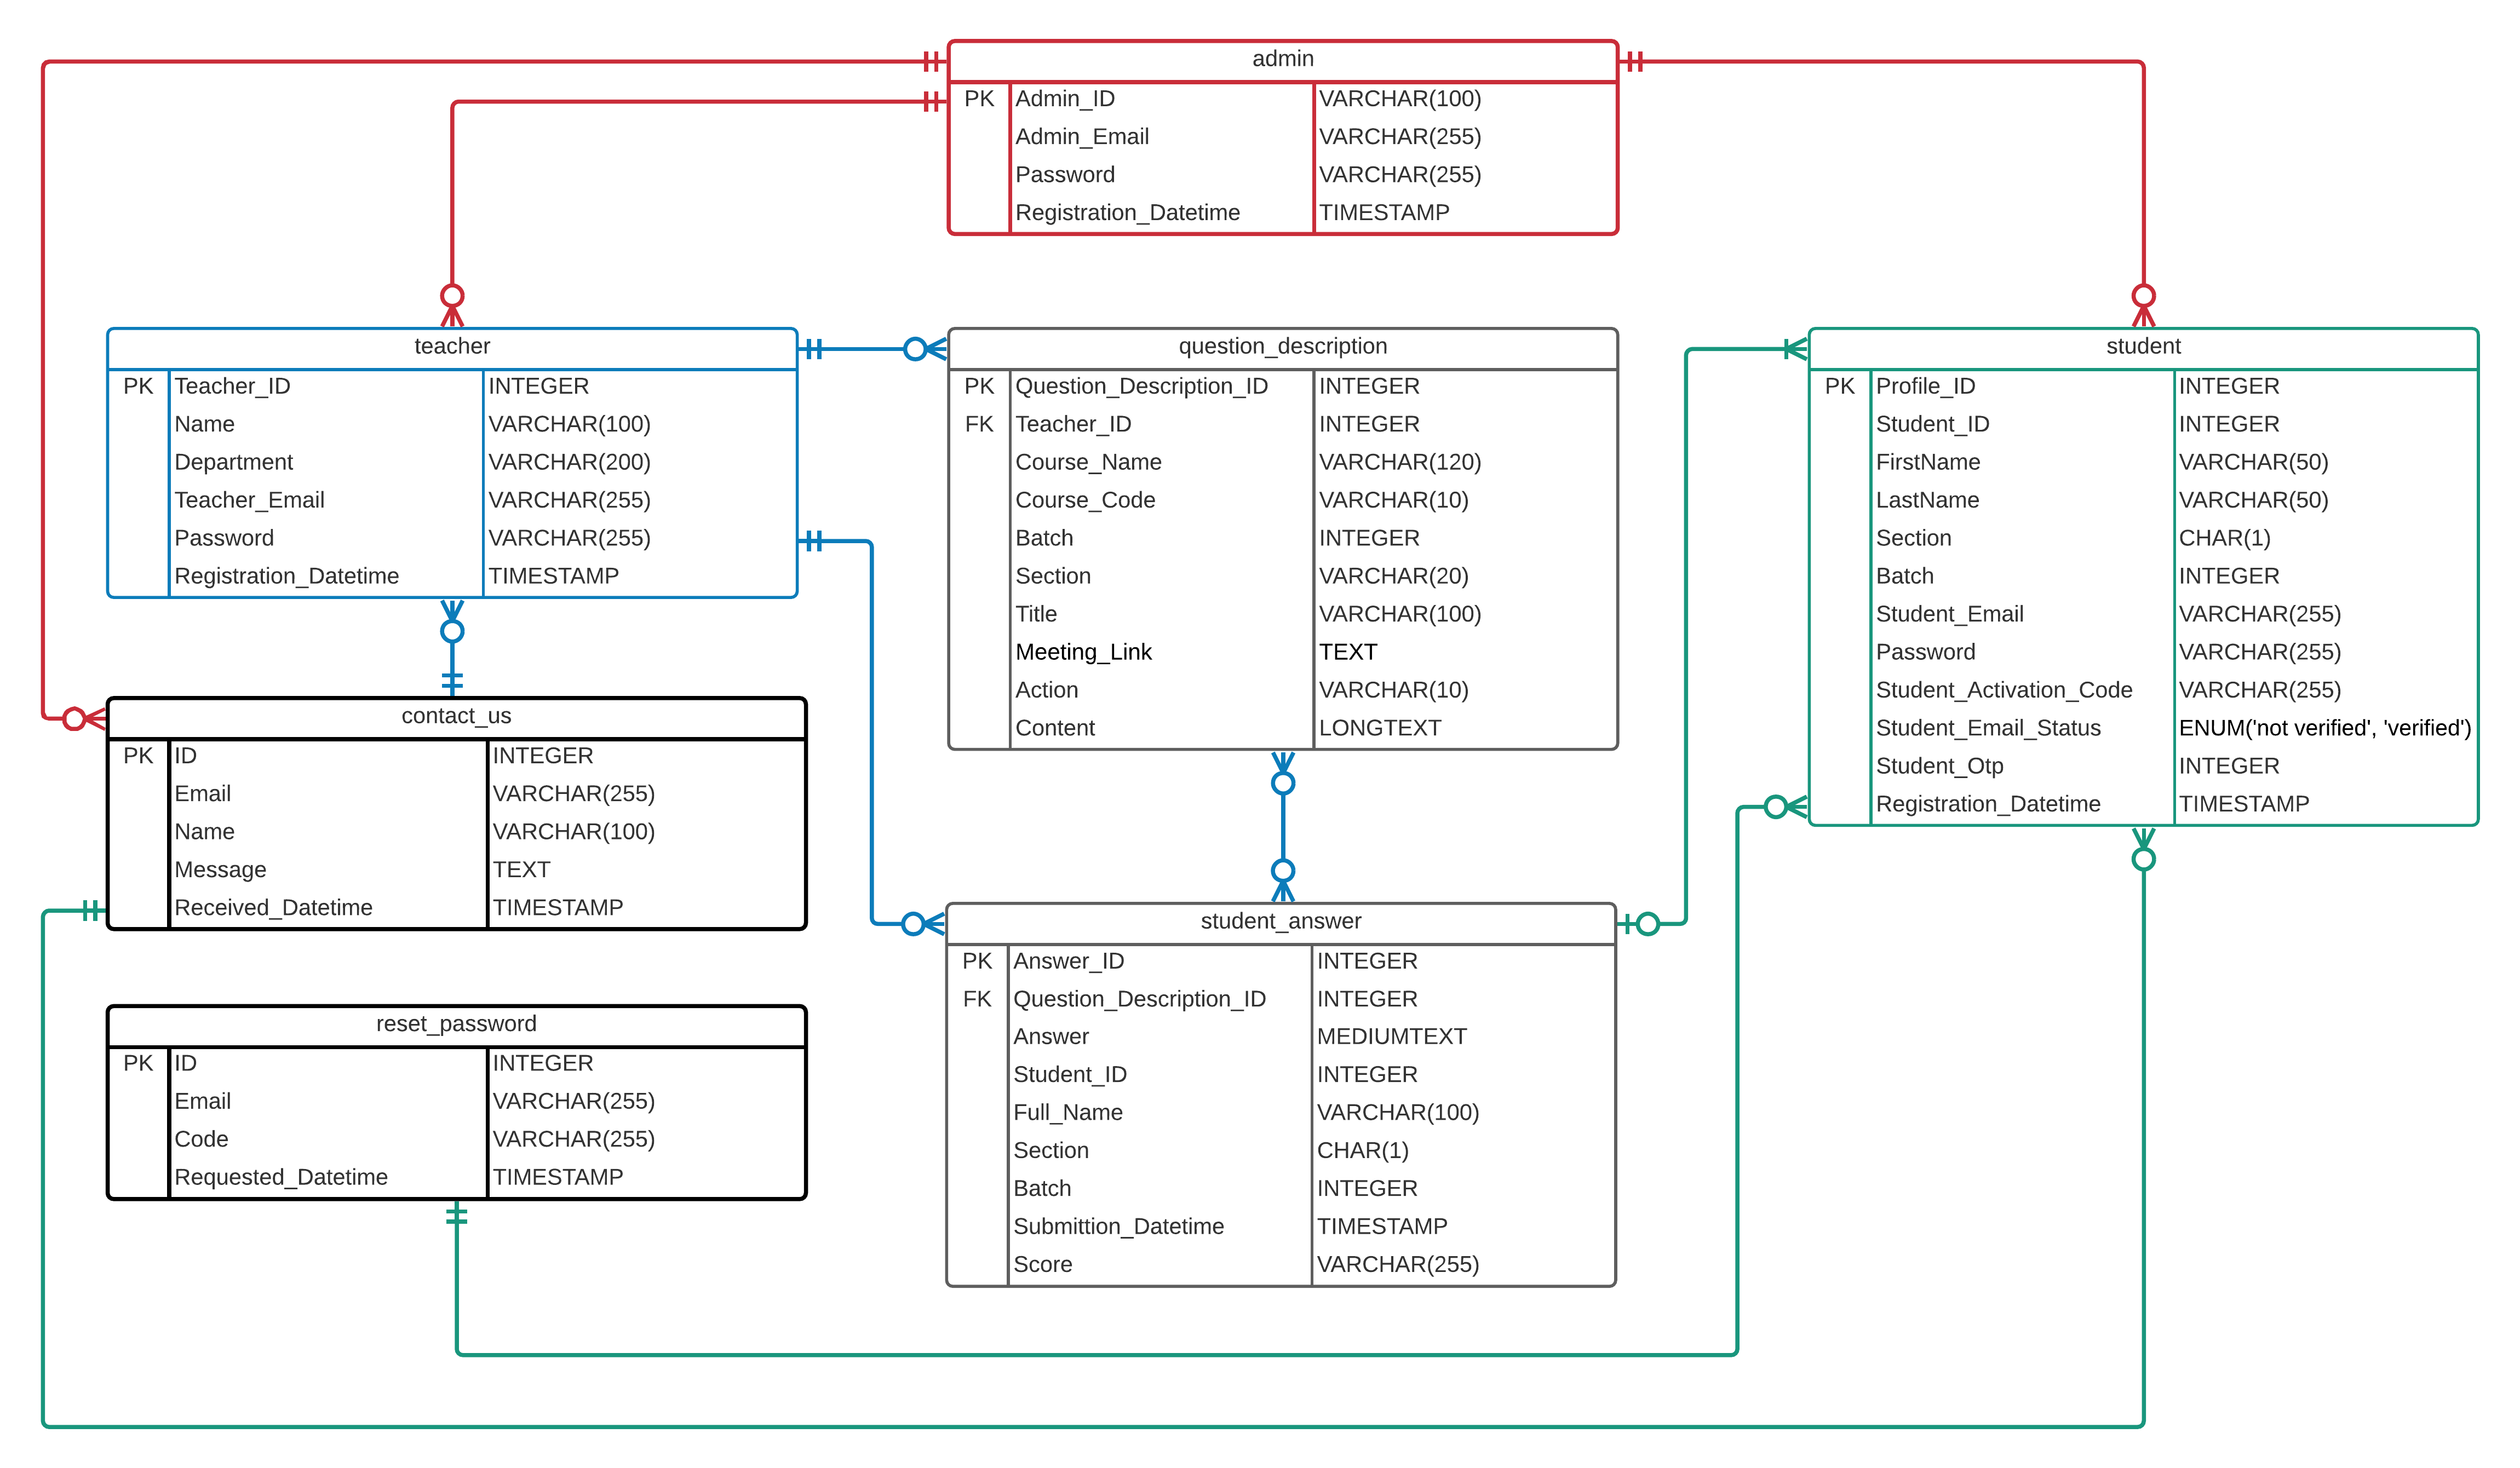 admin
PK Admin_ID VARCHAR(100)
Admin_Email VARCHAR(255)
Password VARCHAR(255)
Registration_Datetime TIMESTAMP
teacher
PK Teacher_ID INTEGER
Name VARCHAR(100)
Department VARCHAR(200)
Teacher_Email VARCHAR(255)
Password VARCHAR(255)
Registration_Datetime TIMESTAMP
question_description
PK Question_Description_ID INTEGER
FK Teacher_ID INTEGER
Course_Name VARCHAR(120)
Course_Code VARCHAR(10)
Batch INTEGER
Section VARCHAR(20)
Title VARCHAR(100)
Meeting_Link TEXT
Action VARCHAR(10)
Content LONGTEXT
student
PK Profile_ID INTEGER
Student_ID INTEGER
FirstName VARCHAR(50)
LastName VARCHAR(50)
Section CHAR(1)
Batch INTEGER
Student_Email VARCHAR(255)
Password VARCHAR(255)
Student_Activation_Code VARCHAR(255)
Student_Email_Status ENUM('not verified', 'verified')
Student_Otp INTEGER
Registration_Datetime TIMESTAMP
contact_us
PK ID INTEGER
Email VARCHAR(255)
Name VARCHAR(100)
Message TEXT
Received_Datetime TIMESTAMP
student_answer
PK Answer_ID INTEGER
FK Question_Description_ID INTEGER
Answer MEDIUMTEXT
Student_ID INTEGER
Full_Name VARCHAR(100)
Section CHAR(1)
Batch INTEGER
Submittion_Datetime TIMESTAMP
Score VARCHAR(255)
reset_password
PK ID INTEGER
Email VARCHAR(255)
Code VARCHAR(255)
Requested_Datetime TIMESTAMP